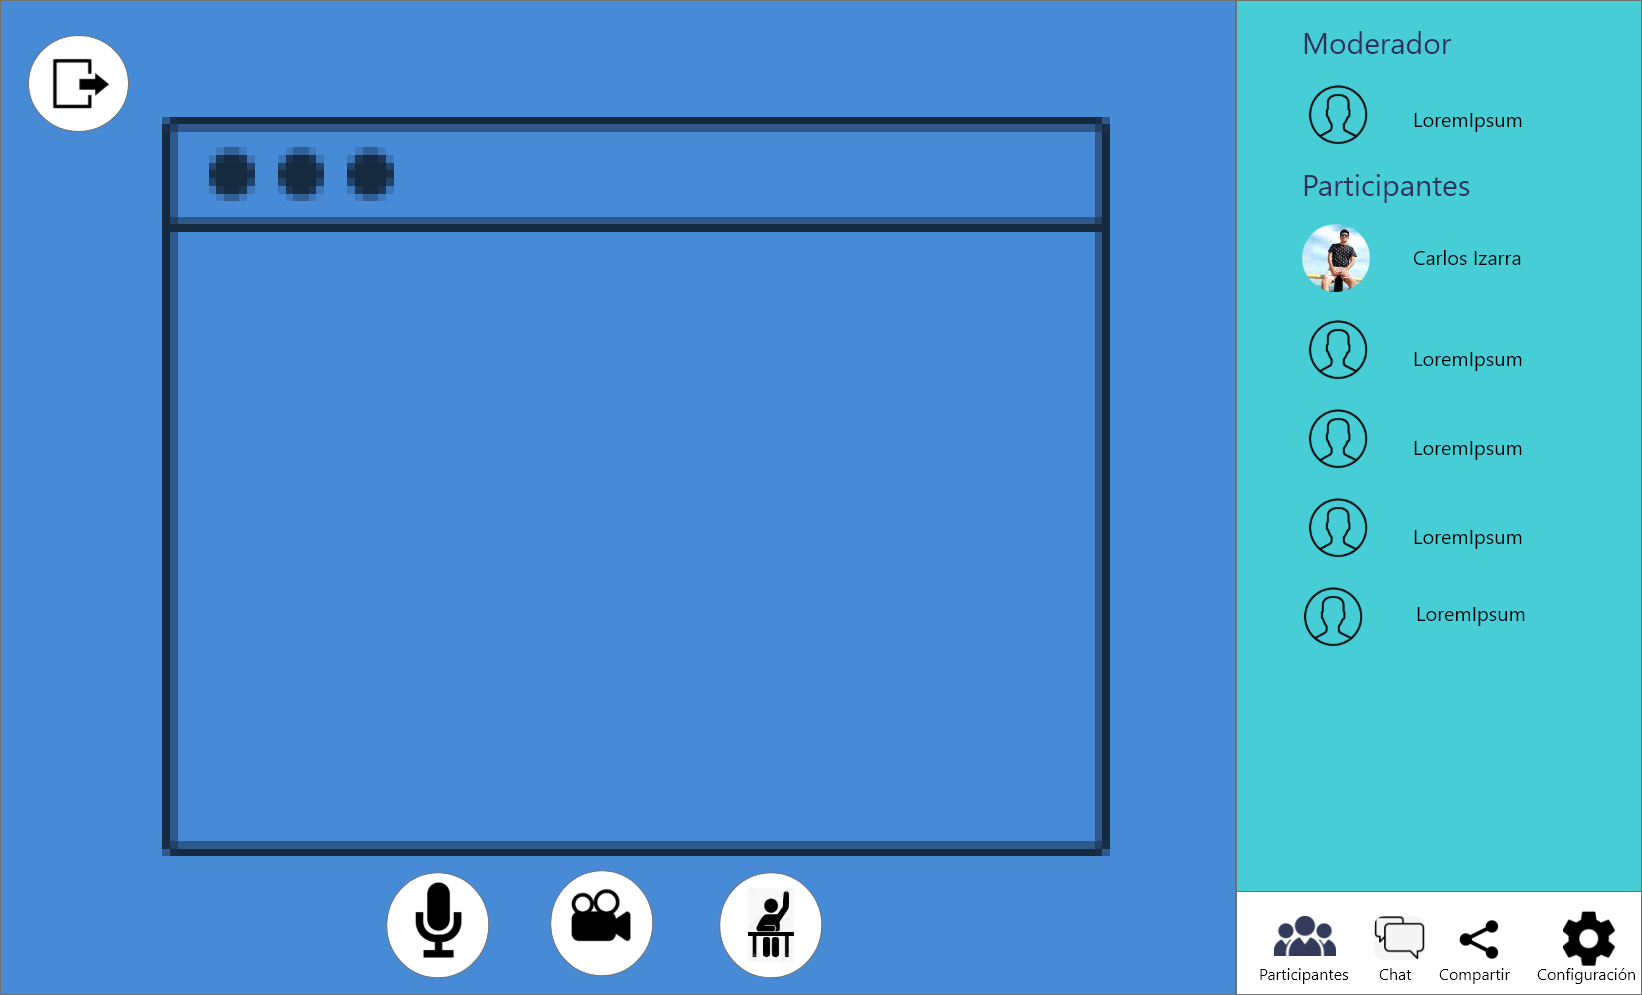 Moderador
LoremIpsum
Participantes
Carlos Izarra
LoremIpsum
LoremIpsum
LoremIpsum
LoremIpsum
Participantes
Chat
Compartir
Configuración